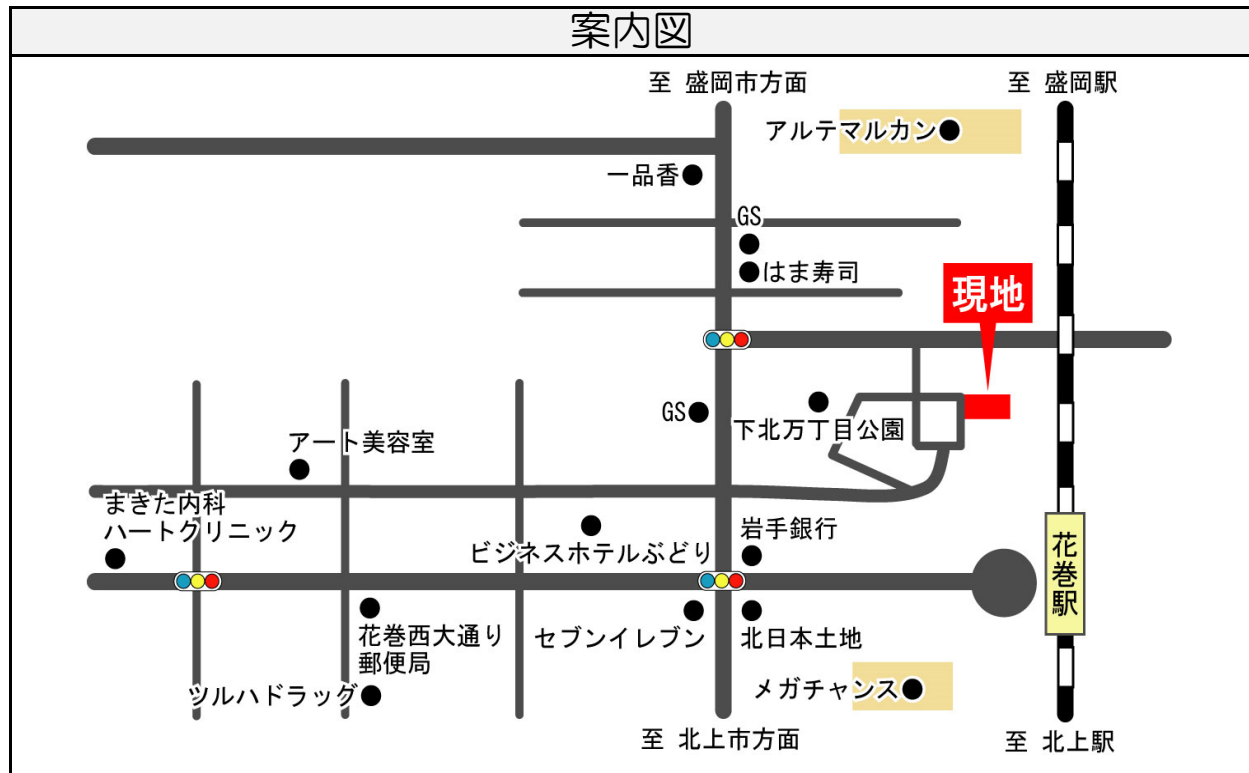 案内図
至 盛岡市方面
至 盛岡駅
アルテマルカン
一品香
GS
はま寿司
現地
GS
下北万丁目公園
アート美容室
まきた内科
ハートクリニック
ビジネスホテルぶどり
岩手銀行
花巻駅
花巻西大通り
郵便局
セブンイレブン
北日本土地
ツルハドラッグ
メガチャンス
至 北上市方面
至 北上駅